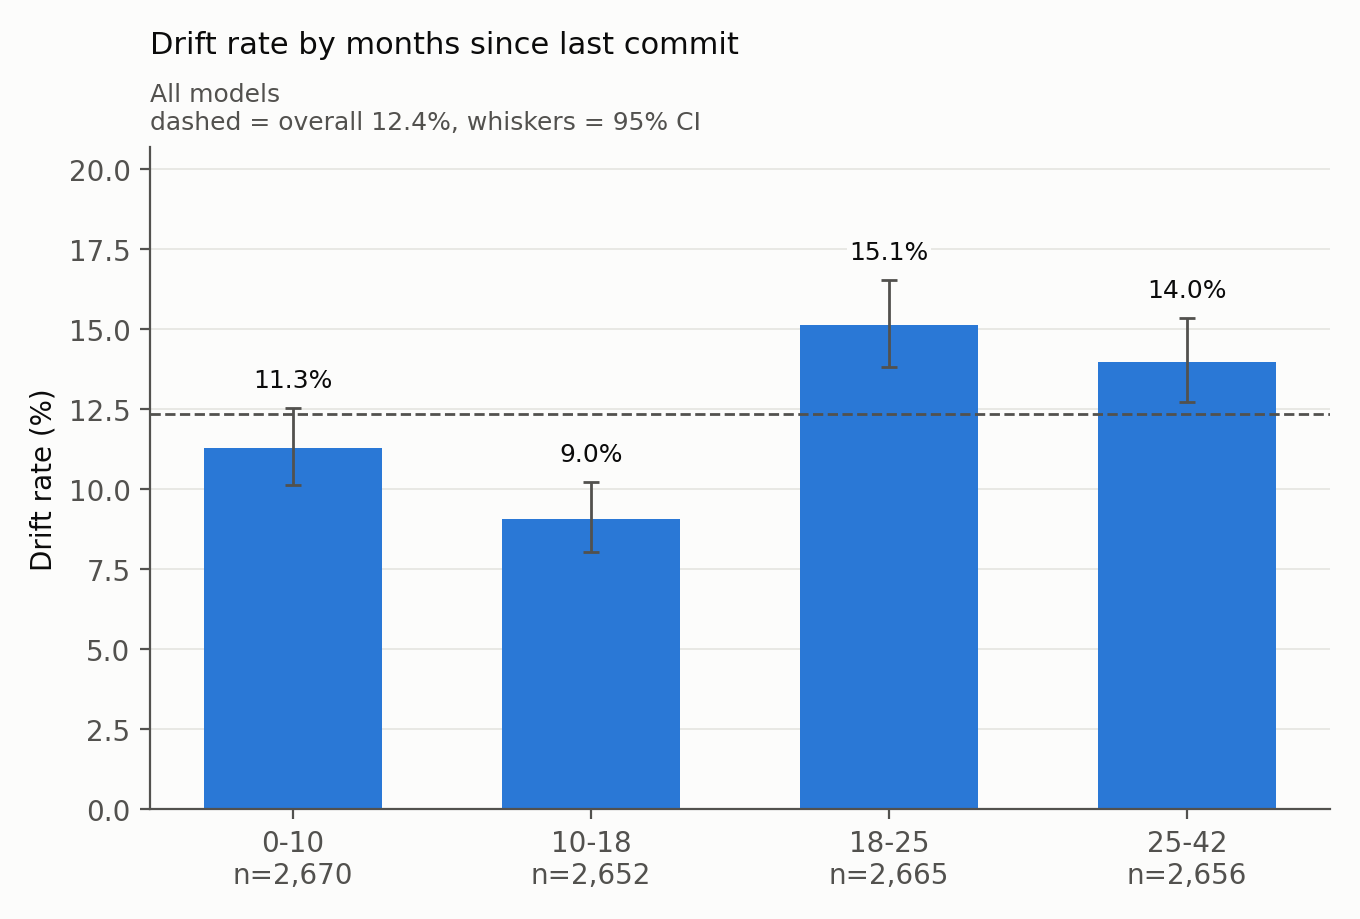 Drift rate by months since last commit
All models
dashed = overall 12.4%, whiskers = 95% CI
Drift rate (%)
20.0
17.5
15.0
12.5
10.0
7.5
5.0
2.5
0.0
11.3%
9.0%
15.1%
14.0%
0-10
n=2,670
10-18
n=2,652
18-25
n=2,665
25-42
n=2,656